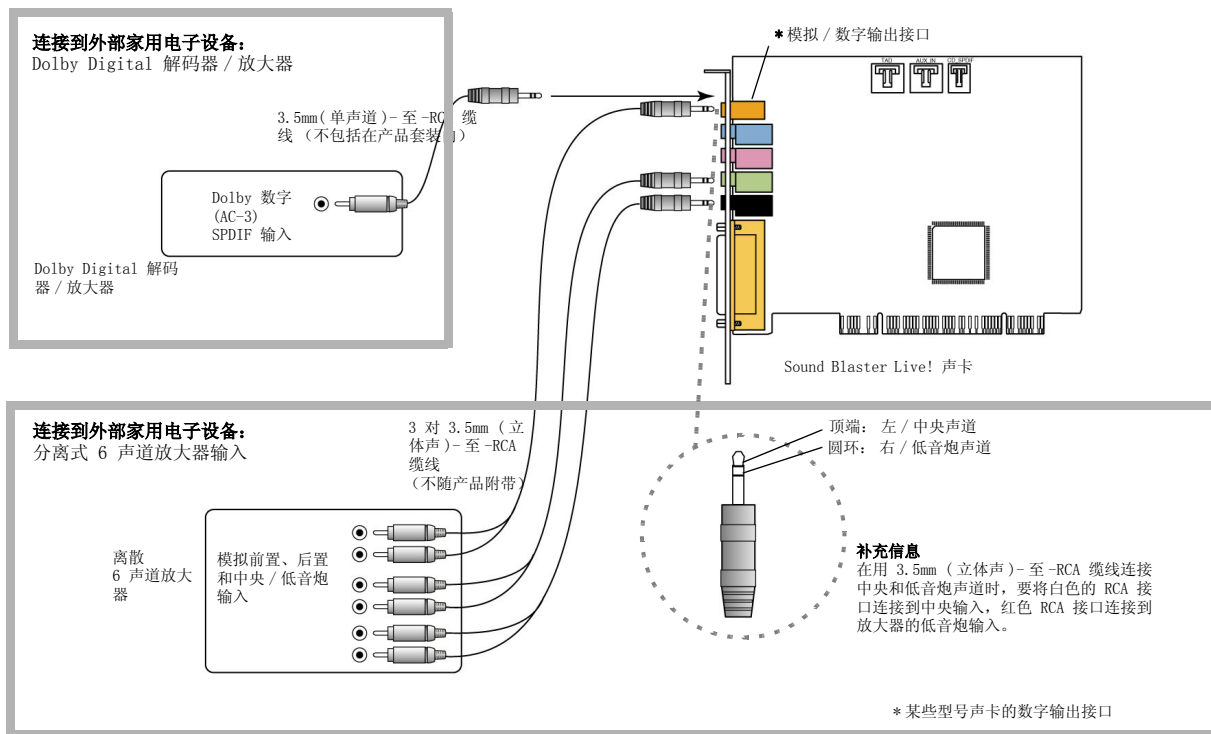 连接到外部家用电子设备：
Dolby Digital 解码器/放大器
3.5mm(单声道)-至-RCA 缆
线（不包括在产品套装内）
Dolby 数字
(AC-3)
SPDIF 输入
Dolby Digital 解码
器/放大器
*模拟/数字输出接口
TAD
AUX_IN
CD_SPDIF
Sound Blaster Live! 声卡
连接到外部家用电子设备：
分离式 6 声道放大器输入
3 对 3.5mm（立
体声)-至-RCA
缆线
（不随产品附带）
离散
6 声道放大
器
模拟前置、后置
和中央/低音炮
输入
顶端： 左/中央声道
圆环： 右/低音炮声道
补充信息
在用 3.5mm（立体声)-至-RCA 缆线连接
中央和低音炮声道时，要将白色的 RCA 接
口连接到中央输入，红色 RCA 接口连接到
放大器的低音炮输入。
*某些型号声卡的数字输出接口